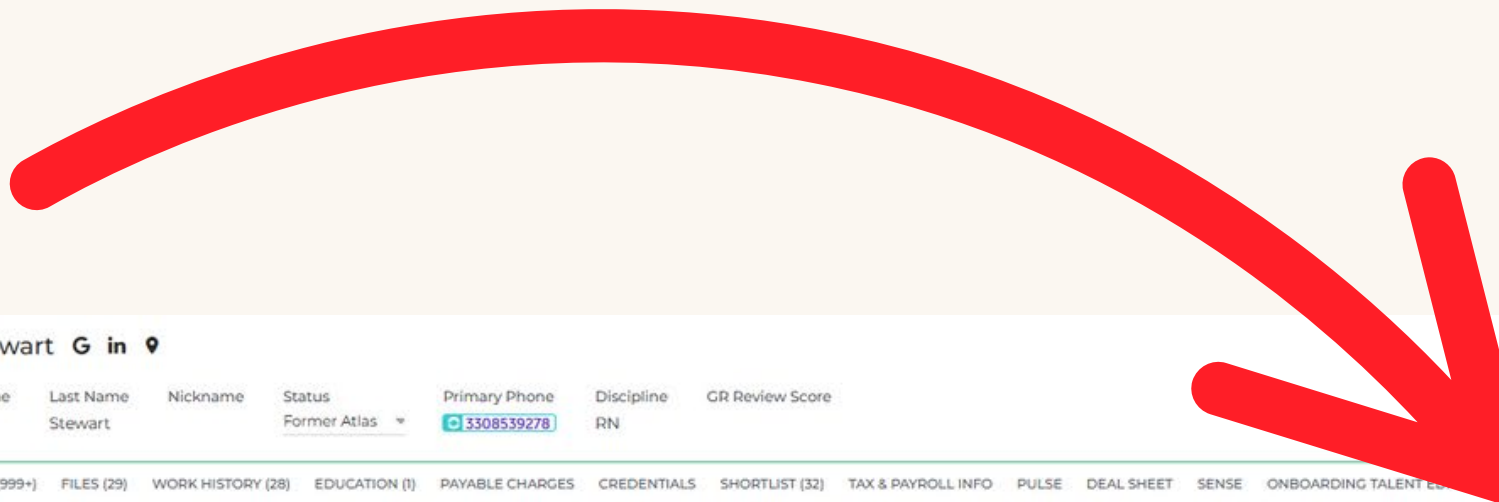 wart G in
e Last Name Nickname Status Primary Phone Discipline GR Review Score
Stewart Former Atlas 3308539278 RN
999+) FILES (29) WORK HISTORY (28) EDUCATION (1) PAYABLE CHARGES CREDENTIALS SHORTLIST (32) TAX & PAYROLL INFO PULSE DEAL SHEET SENSE ONBOARDING TALENT